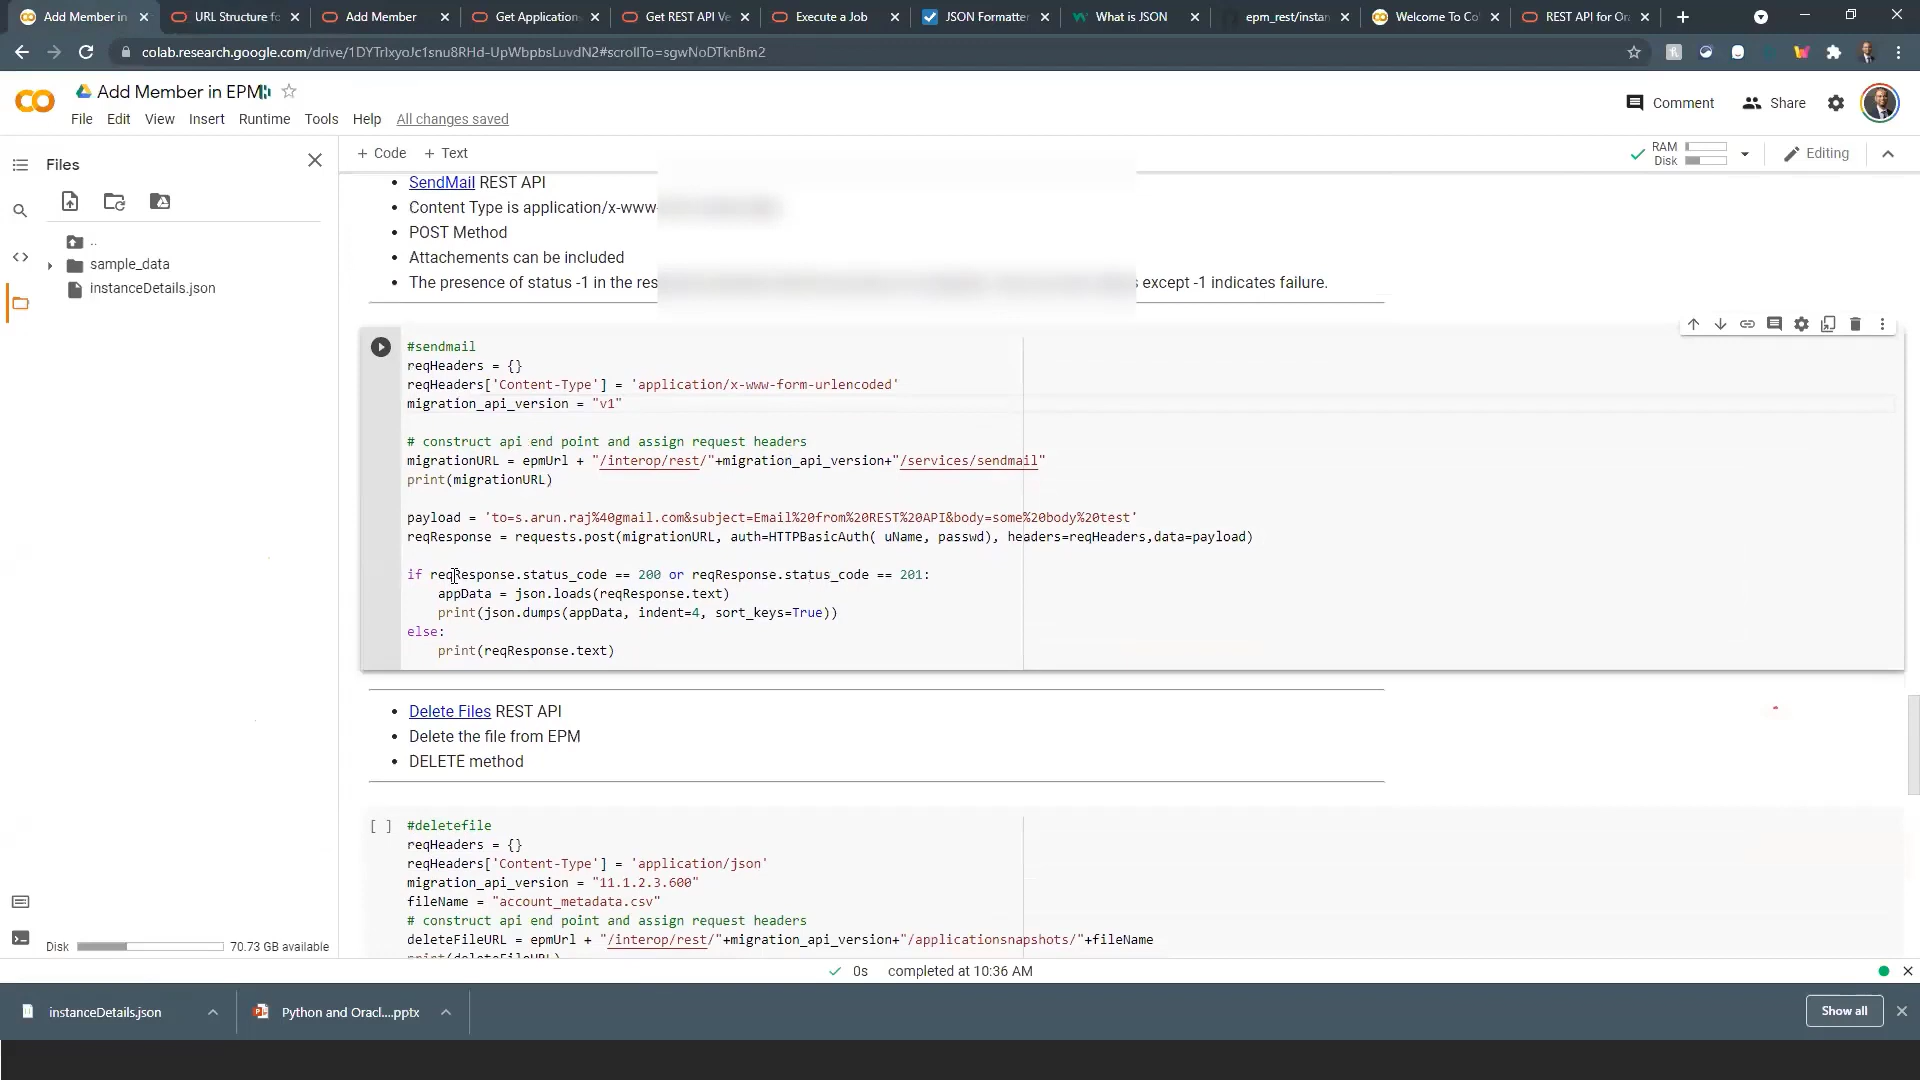 Add Member in
URL Structure fo
Add Member
Get Application
Get REST API Ve
Execute a Job
JSON Formatter
What is JSON
epm_rest/instan
Welcome To Co
REST API for Ora
colab.research.google.com/drive/1DYTrIxyoJc1snu8RHd-UpWbpbsLuvdN2#scrollTo=sgwNoDTknBm2
Add Member in EPM
Comment
Share
File Edit View Insert Runtime Tools Help All changes saved
Files
+ Code + Text
RAM
Disk
Editing
..
sample_data
instanceDetails.json
• SendMail REST API
• Content Type is application/x-www-
• POST Method
• Attachements can be included
• The presence of status -1 in the res except -1 indicates failure.
#sendmail
reqHeaders = {}
reqHeaders['Content-Type'] = 'application/x-www-form-urlencoded'
migration_api_version = "v1"
# construct api end point and assign request headers
migrationURL = epmUrl + "/interop/rest/"+migration_api_version+"/services/sendmail"
print(migrationURL)
payload = 'to=s.arun.raj%40gmail.com&subject=Email%20from%20REST%20API&body=some%20body%20test'
reqResponse = requests.post(migrationURL, auth=HTTPBasicAuth( uName, passwd), headers=reqHeaders,data=payload)
if reqResponse.status_code == 200 or reqResponse.status_code == 201:
appData = json.loads(reqResponse.text)
print(json.dumps(appData, indent=4, sort_keys=True))
else:
print(reqResponse.text)
• Delete Files REST API
• Delete the file from EPM
• DELETE method
[ ] #deletefile
reqHeaders = {}
reqHeaders['Content-Type'] = 'application/json'
migration_api_version = "11.1.2.3.600"
fileName = "account_metadata.csv"
# construct api end point and assign request headers
deleteFileURL = epmUrl + "/interop/rest/"+migration_api_version+"/applicationsnapshots/"+fileName
print(deleteFileURL)
Disk 70.73 GB available
0s completed at 10:36 AM
instanceDetails.json
Python and Oracl....pptx
Show all